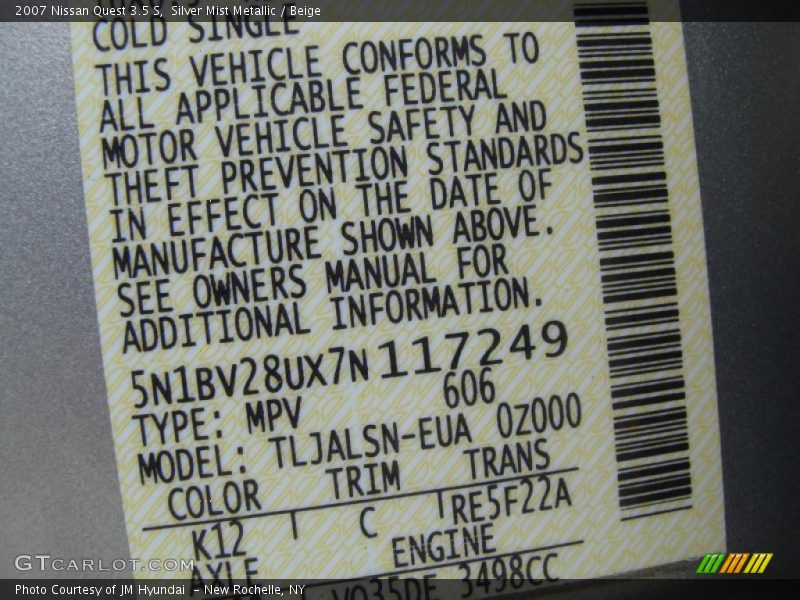 2007 Nissan Quest 3.5 S, Silver Mist Metallic / Beige
COLD SINGLE
THIS VEHICLE CONFORMS TO
ALL APPLICABLE FEDERAL
MOTOR VEHICLE SAFETY AND
THEFT PREVENTION STANDARDS
IN EFFECT ON THE DATE OF
MANUFACTURE SHOWN ABOVE.
SEE OWNERS MANUAL FOR
ADDITIONAL INFORMATION.
5N1BV28UX7N117249
TYPE: MPV 606
MODEL: TLJALSN-EUA 0Z000
COLOR TRIM TRANS
K12 C RE5F22A
AXLE ENGINE
VQ35DE 3498CC
GTCARLOT.COM
Photo Courtesy of JM Hyundai - New Rochelle, NY